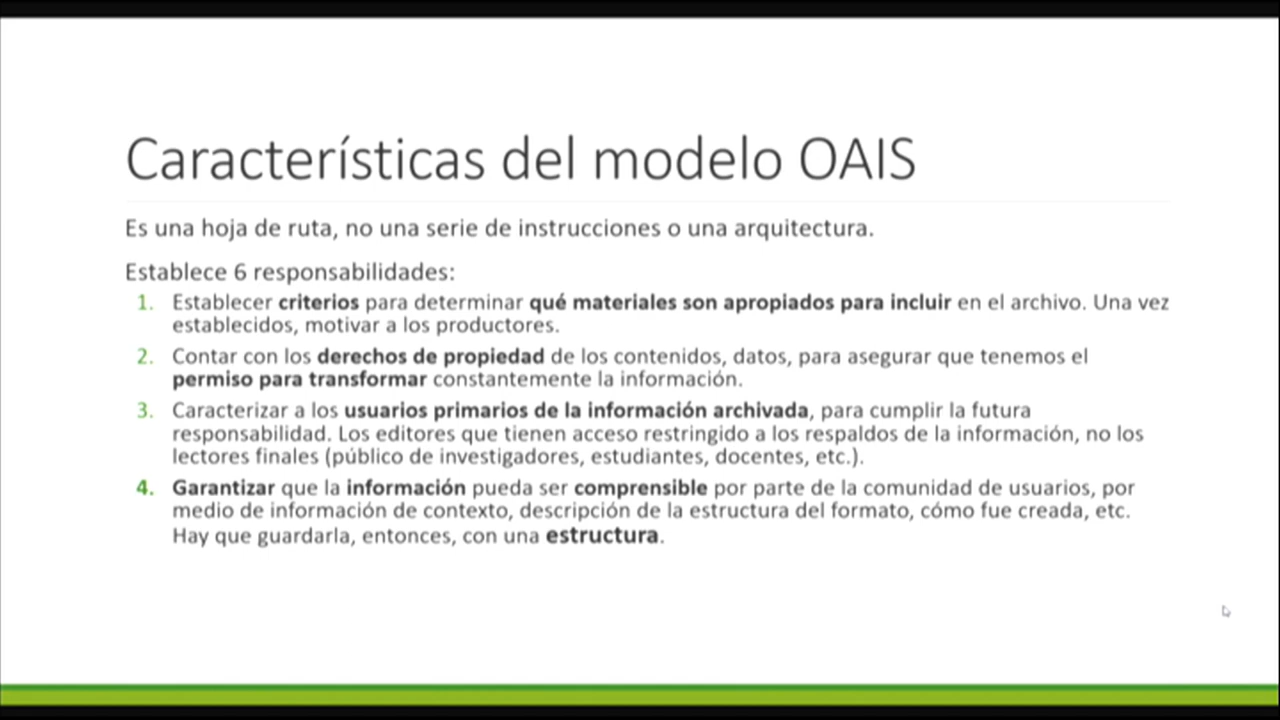 Características del modelo OAIS
Es una hoja de ruta, no una serie de instrucciones o una arquitectura.
Establece 6 responsabilidades:
1. Establecer criterios para determinar qué materiales son apropiados para incluir en el archivo. Una vez
establecidos, motivar a los productores.
2. Contar con los derechos de propiedad de los contenidos, datos, para asegurar que tenemos el
permiso para transformar constantemente la información.
3. Caracterizar a los usuarios primarios de la información archivada, para cumplir la futura
responsabilidad. Los editores que tienen acceso restringido a los respaldos de la información, no los
lectores finales (público de investigadores, estudiantes, docentes, etc.).
4. Garantizar que la información pueda ser comprensible por parte de la comunidad de usuarios, por
medio de información de contexto, descripción de la estructura del formato, cómo fue creada, etc.
Hay que guardarla, entonces, con una estructura.